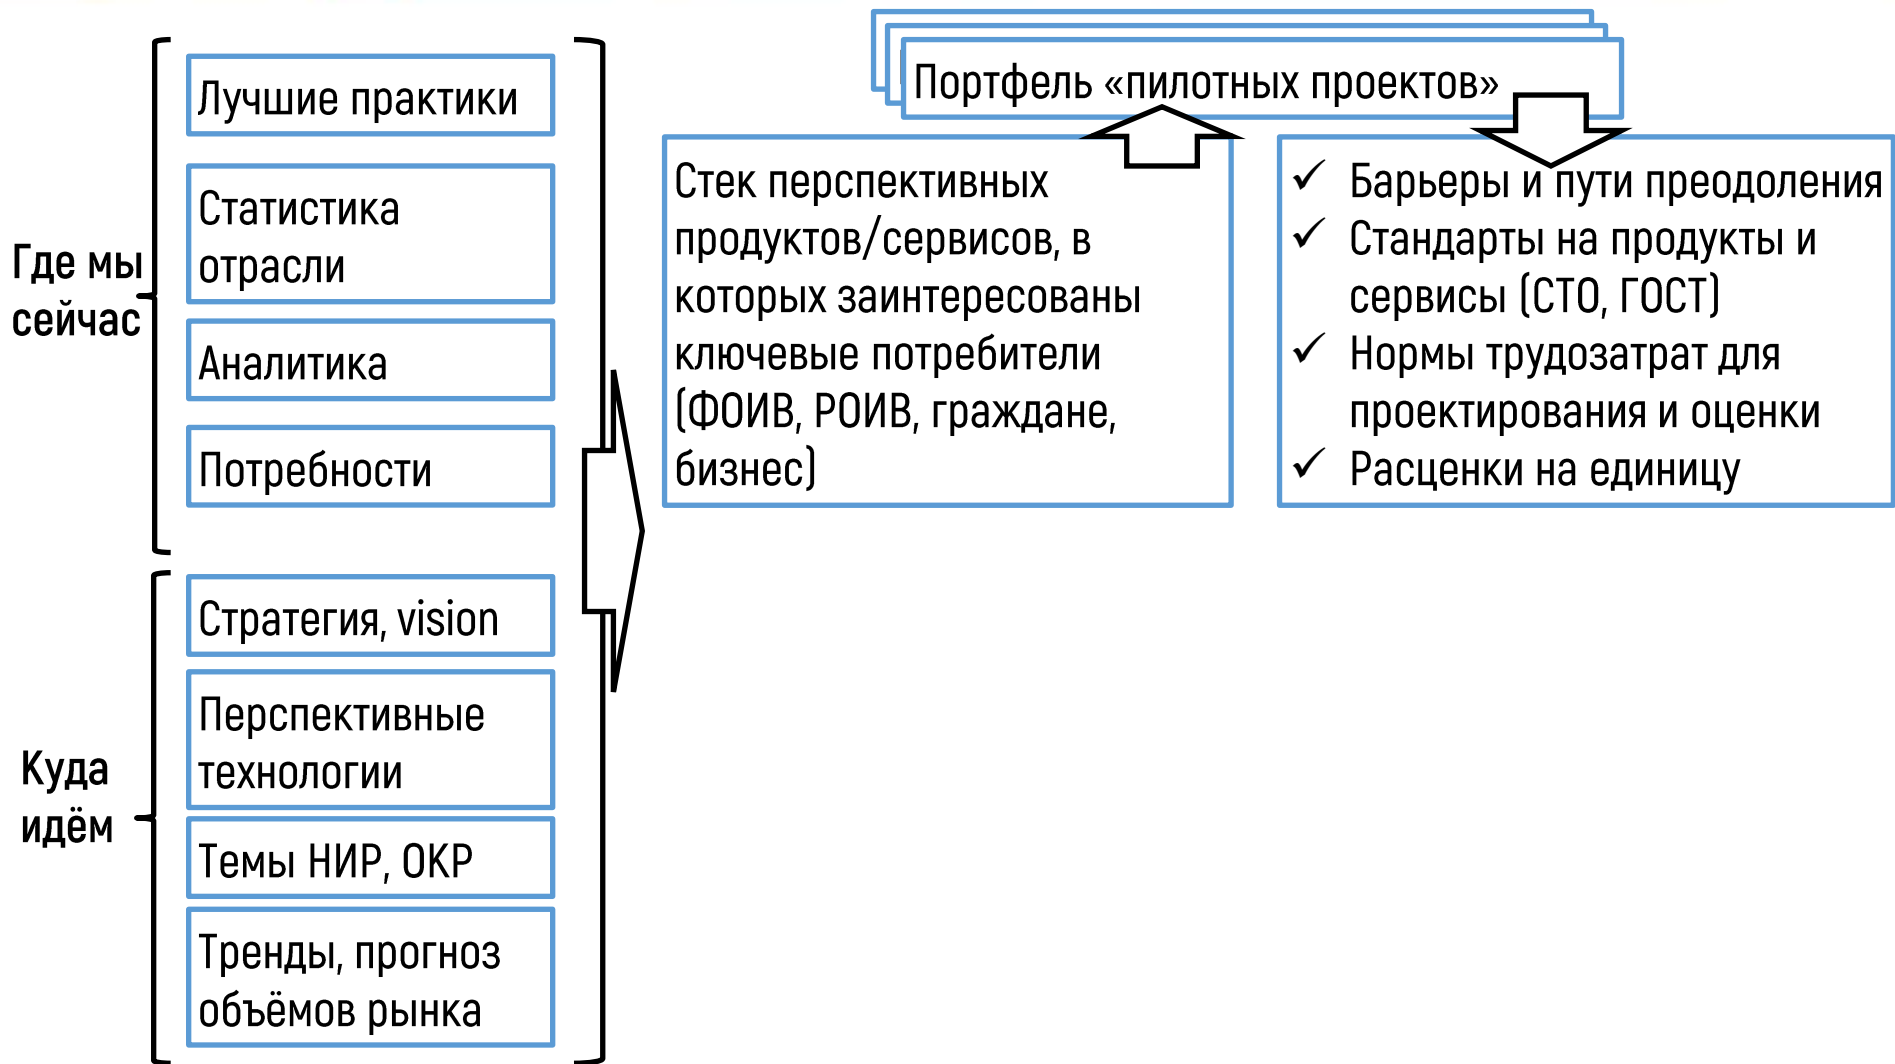 Где мы
сейчас
Лучшие практики
Статистика
отрасли
Аналитика
Потребности
Куда
идём
Стратегия, vision
Перспективные
технологии
Темы НИР, ОКР
Тренды, прогноз
объёмов рынка
Портфель «пилотных проектов»
Стек перспективных
продуктов/сервисов, в
которых заинтересованы
ключевые потребители
(ФОИВ, РОИВ, граждане,
бизнес)
✓ Барьеры и пути преодоления
✓ Стандарты на продукты и
сервисы (СТО, ГОСТ)
✓ Нормы трудозатрат для
проектирования и оценки
✓ Расценки на единицу